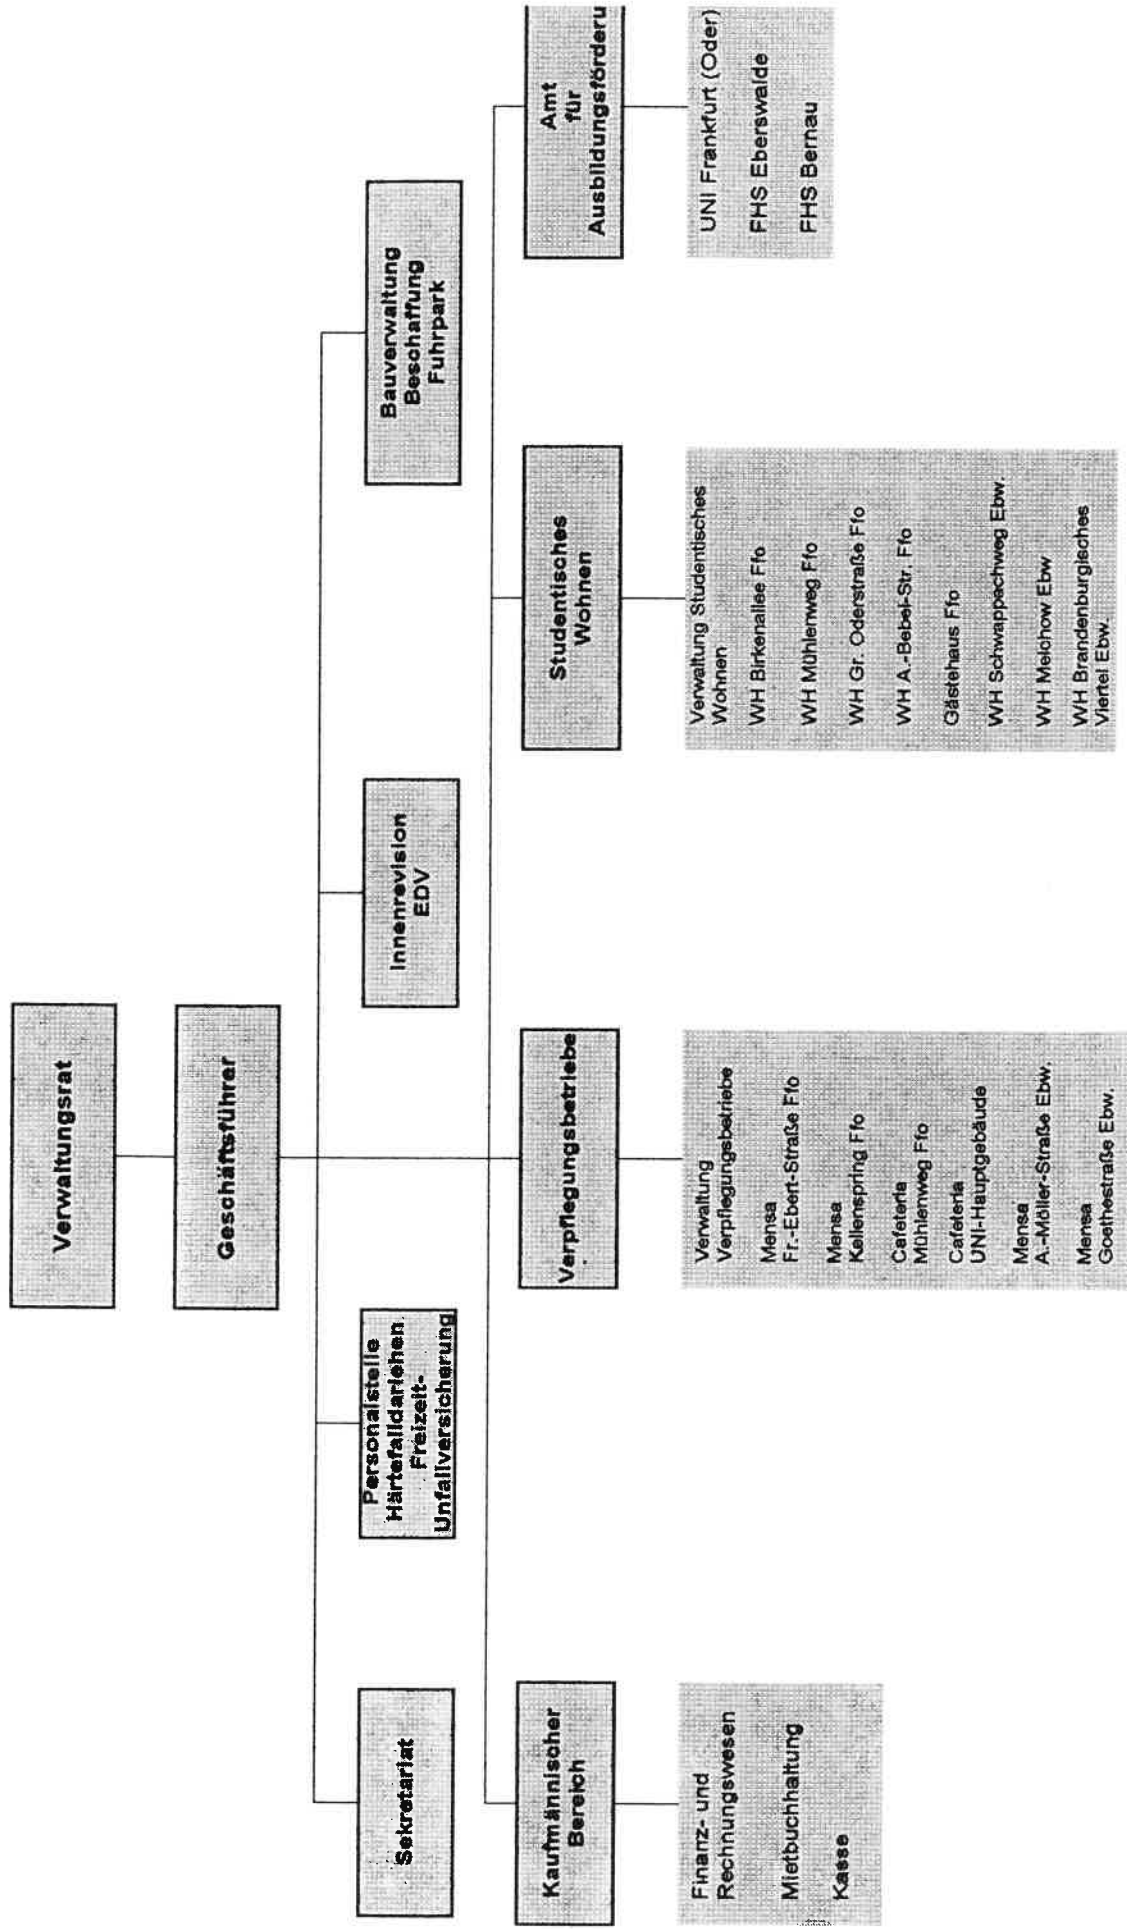 Verwaltungsrat
Geschäftsführer
Sekretariat
Personalstelle
Härtefalldarlehen
Freizeit-
Unfallversicherung
Innenrevision
EDV
Bauverwaltung
Beschaffung
Fuhrpark
Kaufmännischer
Bereich
Verpflegungsbetriebe
Studentisches
Wohnen
Amt
für
Ausbildungsförderu
Finanz- und
Rechnungswesen
Mietbuchhaltung
Kasse
Verwaltung
Verpflegungsbetriebe
Mensa
Fr.-Ebert-Straße Ffo
Mensa
Kellenspring Ffo
Cafeteria
Mühlenweg Ffo
Cafeteria
UNI-Hauptgebäude
Mensa
A.-Möller-Straße Ebw.
Mensa
Goethestraße Ebw.
Verwaltung Studentisches
Wohnen
WH Birkenallee Ffo
WH Mühlenweg Ffo
WH Gr. Oderstraße Ffo
WH A.-Bebel-Str. Ffo
Gästehaus Ffo
WH Schwappachweg Ebw.
WH Melchow Ebw
WH Brandenburgisches
Viertel Ebw.
UNI Frankfurt (Oder)
FHS Eberswalde
FHS Bernau